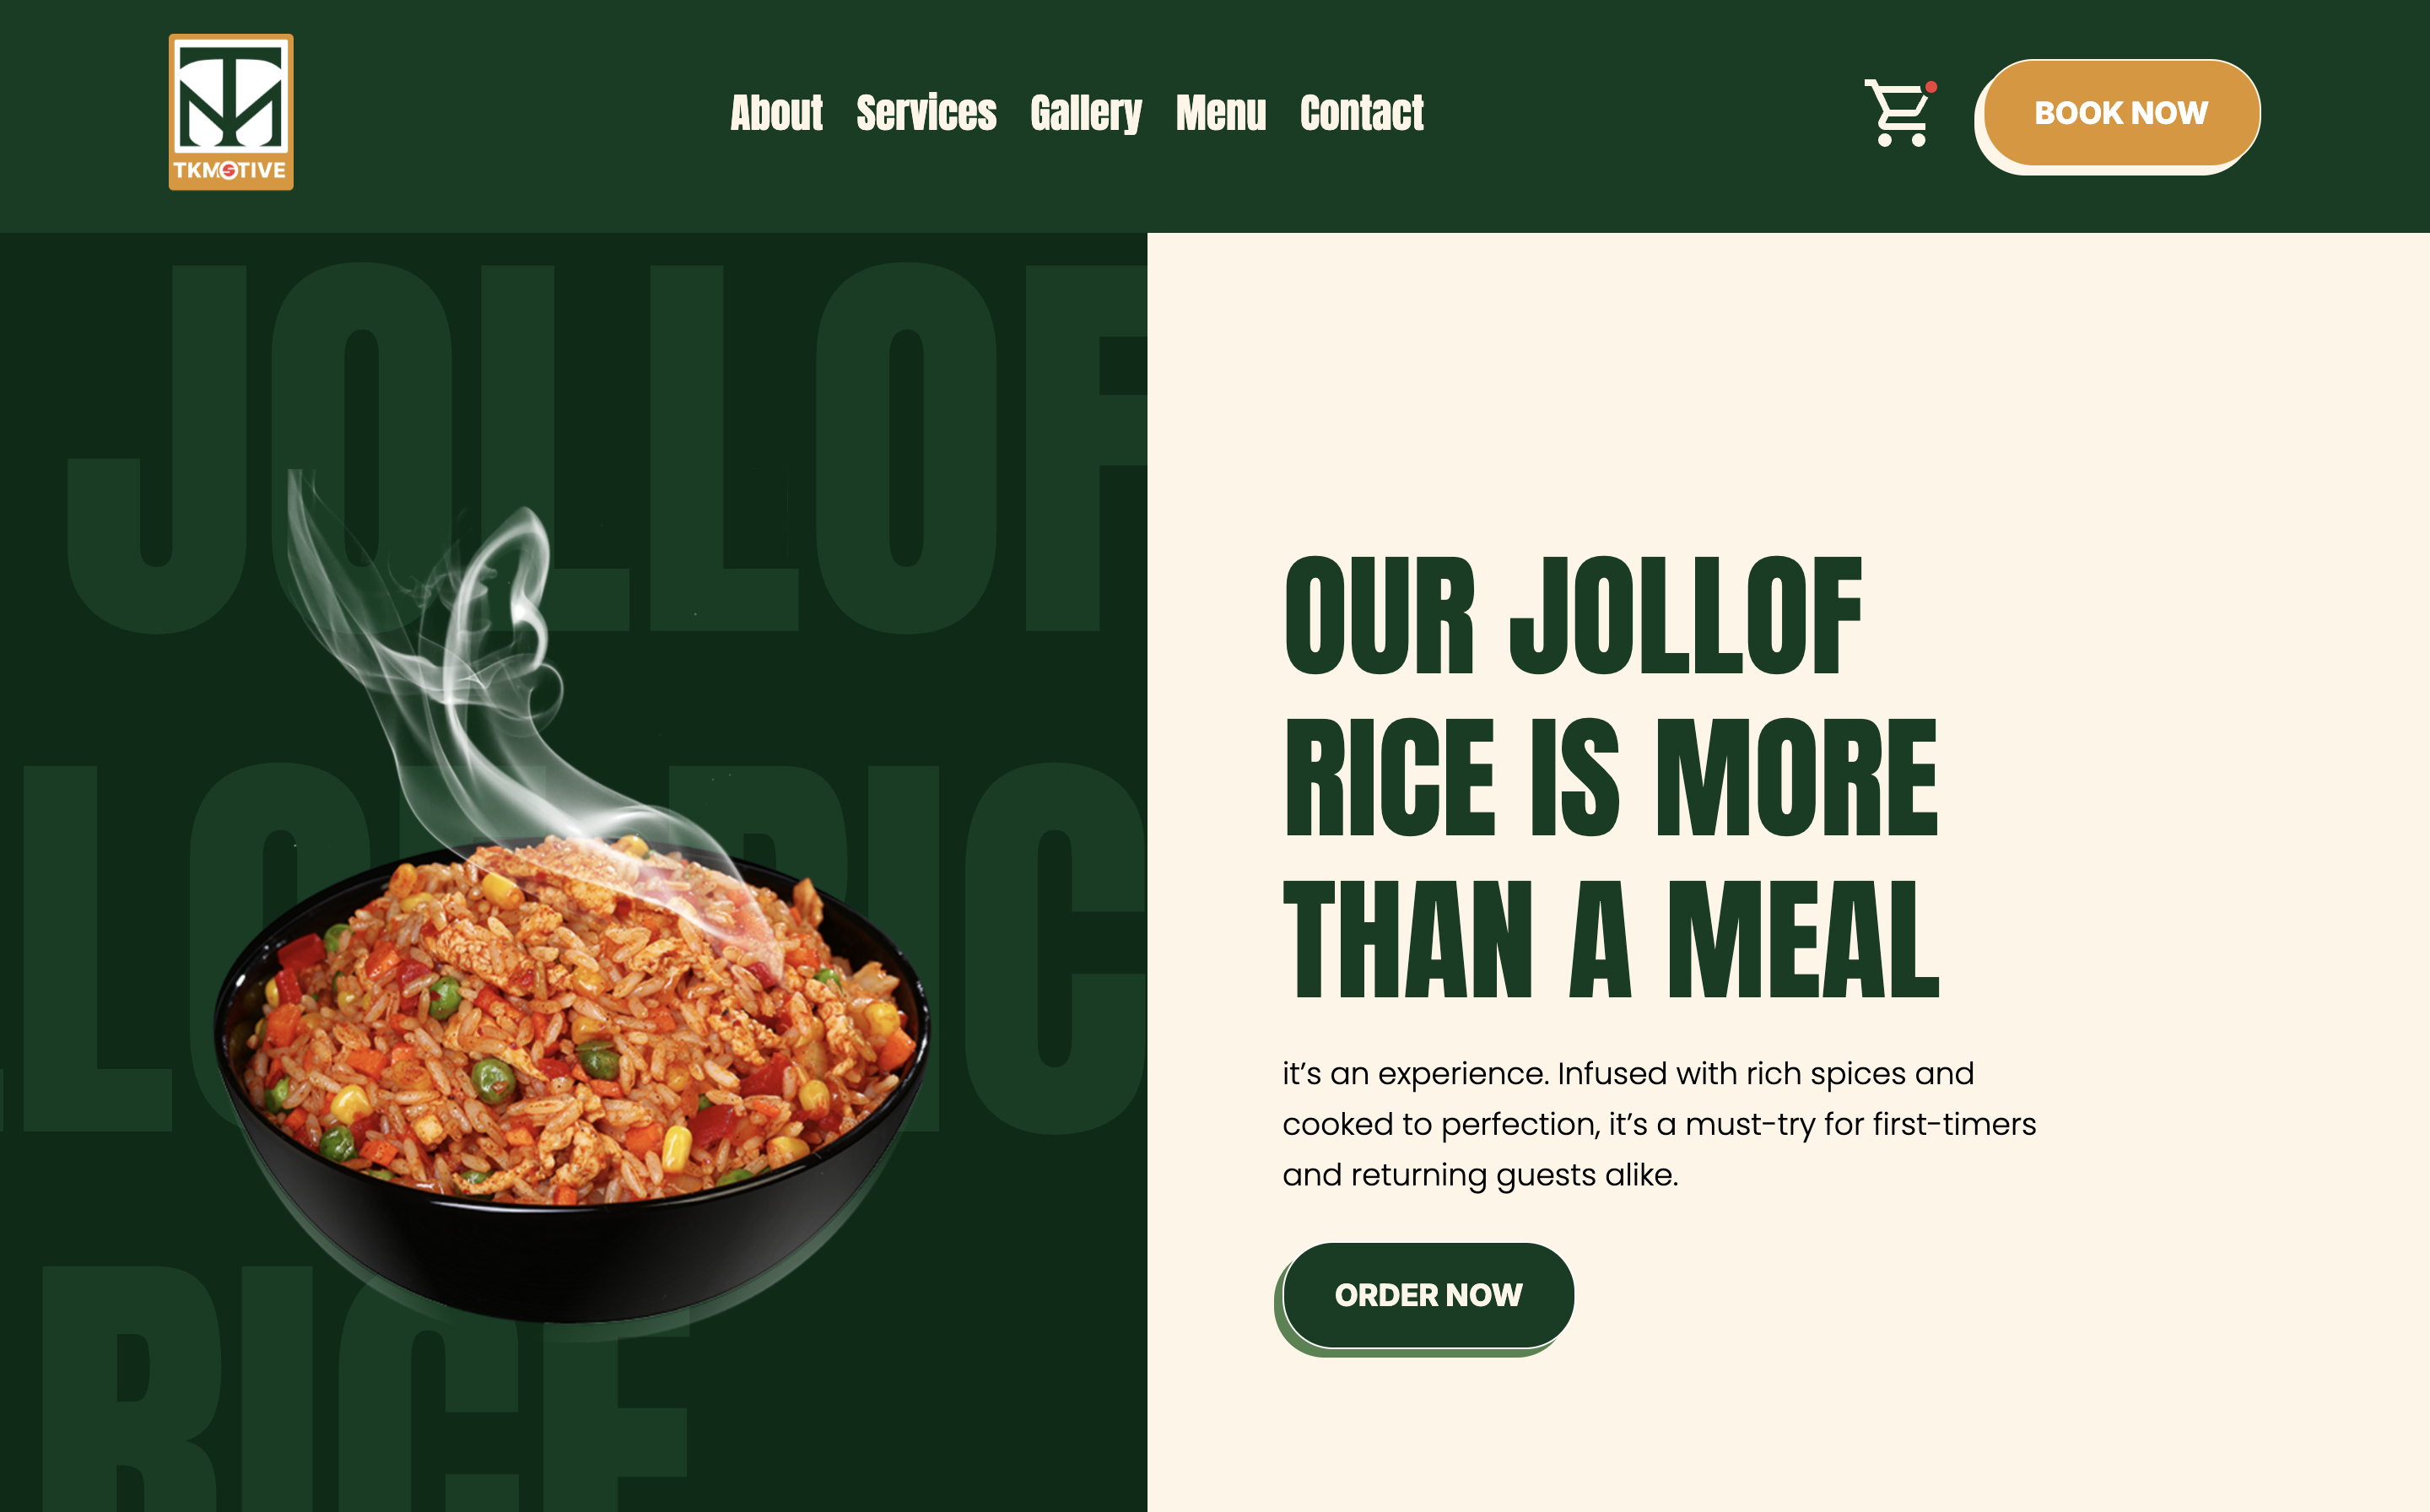 TKMOTIVE
About Services Gallery Menu Contact
BOOK NOW
JOLLOF
LLOF RIC
RICE
OUR JOLLOF
RICE IS MORE
THAN A MEAL
it’s an experience. Infused with rich spices and
cooked to perfection, it’s a must-try for first-timers
and returning guests alike.
ORDER NOW